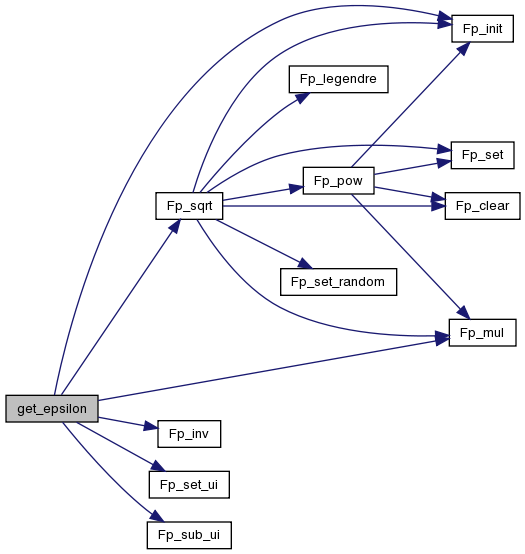 Fp_init
Fp_legendre
Fp_set
Fp_pow
Fp_sqrt
Fp_clear
Fp_set_random
Fp_mul
get_epsilon
Fp_inv
Fp_set_ui
Fp_sub_ui